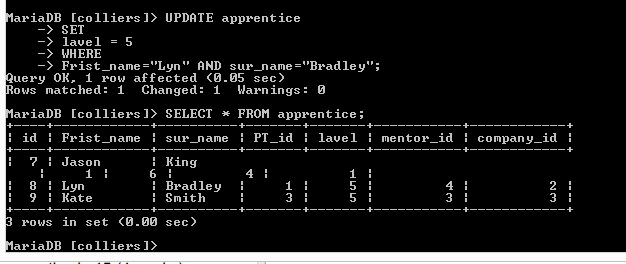 MariaDB [colliers]> UPDATE apprentice
-> SET
-> lavel = 5
-> WHERE
-> Frist_name="Lyn" AND sur_name="Bradley";
Query OK, 1 row affected (0.05 sec)
Rows matched: 1  Changed: 1  Warnings: 0
MariaDB [colliers]> SELECT * FROM apprentice;
+----+------------+----------+-------+-------+-----------+------------+
| id | Frist_name | sur_name | PT_id | lavel | mentor_id | company_id |
+----+------------+----------+-------+-------+-----------+------------+
| 7 | Jason | King
| 1 | 6 | 4 | 1 |
| 8 | Lyn | Bradley | 1 | 5 | 4 | 2 |
| 9 | Kate | Smith | 3 | 5 | 3 | 3 |
+----+------------+----------+-------+-------+-----------+------------+
3 rows in set (0.00 sec)
MariaDB [colliers]>